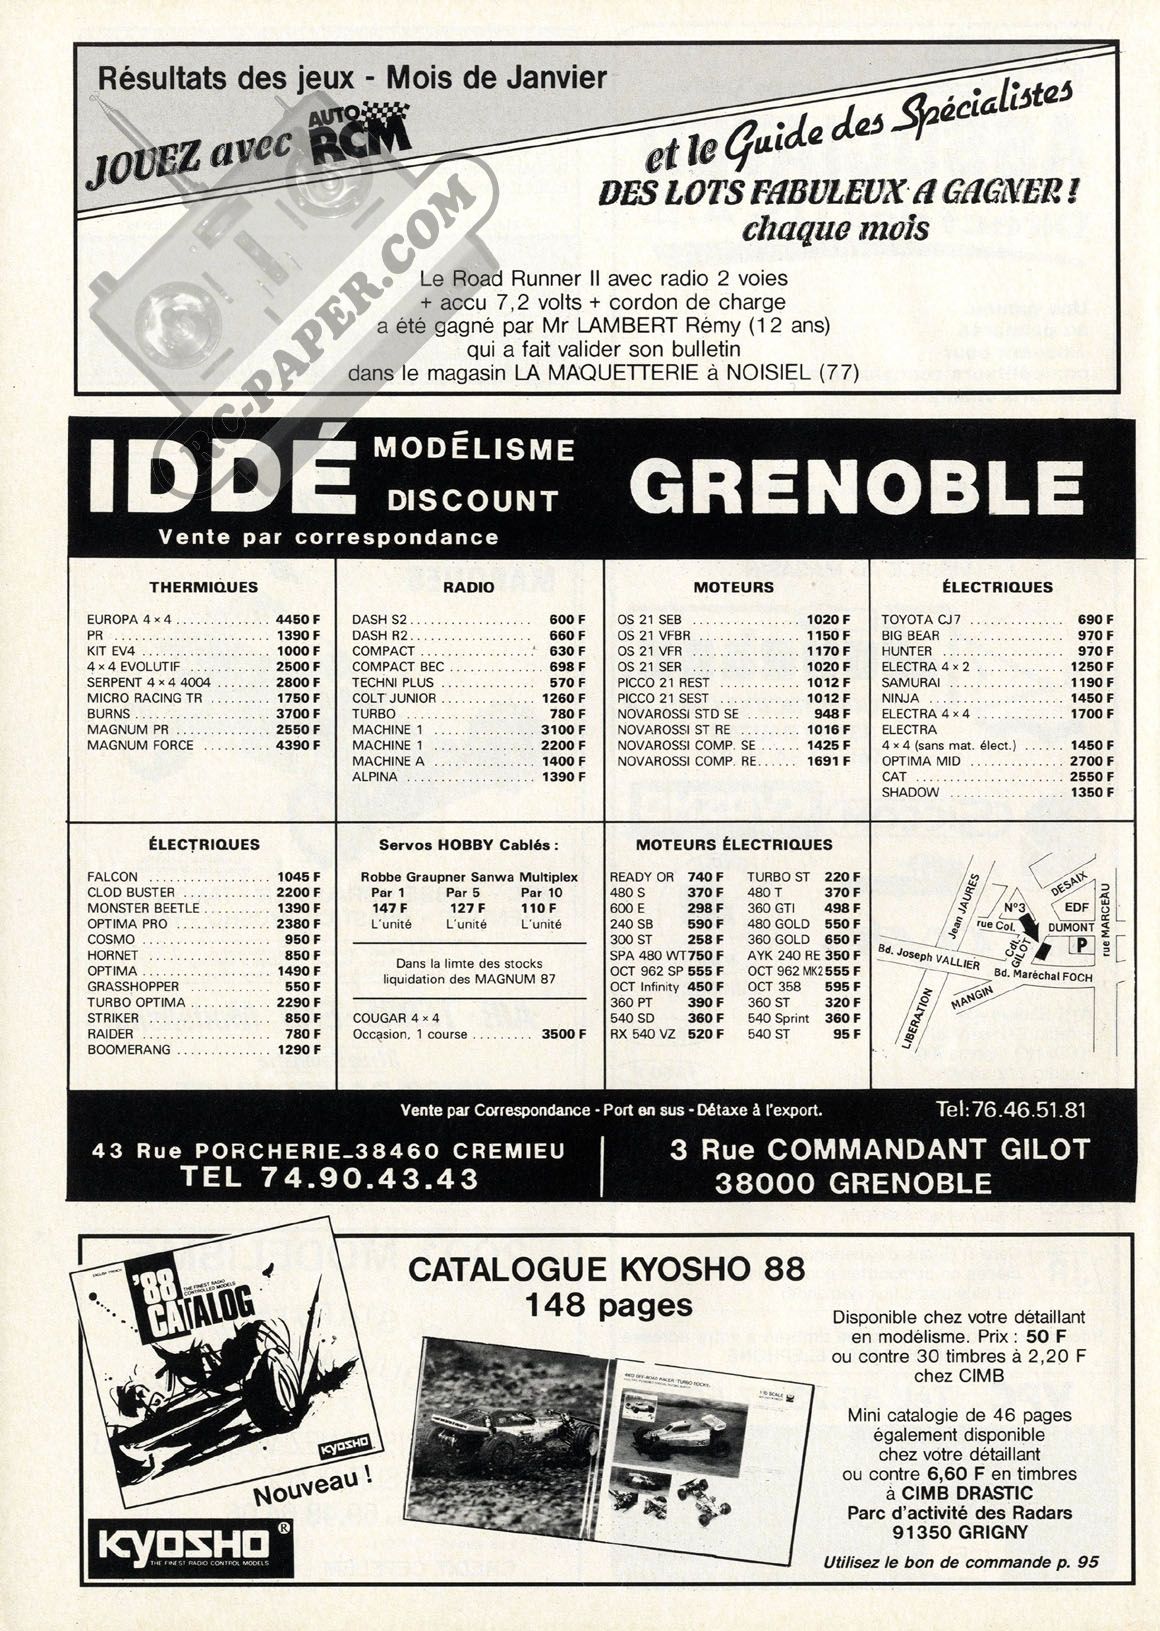 Résultats des jeux - Mois de Janvier
JOUEZ avec AUTO RCM
et le Guide des Spécialistes
DES LOTS FABULEUX A GAGNER !
chaque mois
Le Road Runner II avec radio 2 voies
+ accu 7,2 volts + cordon de charge
a été gagné par Mr LAMBERT Rémy (12 ans)
qui a fait valider son bulletin
dans le magasin LA MAQUETTERIE à NOISIEL (77)
RC-PAPER.COM
IDDÉ MODÉLISME DISCOUNT GRENOBLE
Vente par correspondance
THERMIQUES
EUROPA 4 × 4 4450 F
PR 1390 F
KIT EV4 1000 F
4 × 4 EVOLUTIF 2500 F
SERPENT 4 × 4 4004 2800 F
MICRO RACING TR 1750 F
BURNS 3700 F
MAGNUM PR 2550 F
MAGNUM FORCE 4390 F
RADIO
DASH S2 600 F
DASH R2 660 F
COMPACT 630 F
COMPACT BEC 698 F
TECHNI PLUS 570 F
COLT JUNIOR 1260 F
TURBO 780 F
MACHINE 1 3100 F
MACHINE 1 2200 F
MACHINE A 1400 F
ALPINA 1390 F
MOTEURS
OS 21 SEB 1020 F
OS 21 VFBR 1150 F
OS 21 VFR 1170 F
OS 21 SER 1020 F
PICCO 21 REST 1012 F
PICCO 21 SEST 1012 F
NOVAROSSI STD SE 948 F
NOVAROSSI ST RE 1016 F
NOVAROSSI COMP. SE 1425 F
NOVAROSSI COMP. RE 1691 F
ÉLECTRIQUES
TOYOTA CJ7 690 F
BIG BEAR 970 F
HUNTER 970 F
ELECTRA 4 × 2 1250 F
SAMURAI 1190 F
NINJA 1450 F
ELECTRA 4 × 4 1700 F
ELECTRA
4 × 4 (sans mat. élect.) 1450 F
OPTIMA MID 2700 F
CAT 2550 F
SHADOW 1350 F
ÉLECTRIQUES
FALCON 1045 F
CLOD BUSTER 2200 F
MONSTER BEETLE 1390 F
OPTIMA PRO 2380 F
COSMO 950 F
HORNET 850 F
OPTIMA 1490 F
GRASSHOPPER 550 F
TURBO OPTIMA 2290 F
STRIKER 850 F
RAIDER 780 F
BOOMERANG 1290 F
Servos HOBBY Cablés :
Robbe Graupner Sanwa Multiplex
Par 1 Par 5 Par 10
147 F 127 F 110 F
L'unité L'unité L'unité
Dans la limte des stocks
liquidation des MAGNUM 87
COUGAR 4 × 4
Occasion, 1 course 3500 F
MOTEURS ÉLECTRIQUES
READY OR 740 F TURBO ST 220 F
480 S 370 F 480 T 370 F
600 E 298 F 360 GTI 498 F
240 SB 590 F 480 GOLD 550 F
300 ST 258 F 360 GOLD 650 F
SPA 480 WT 750 F AYK 240 RE 350 F
OCT 962 SP 555 F OCT 962 MK2 555 F
OCT Infinity 450 F OCT 358 595 F
360 PT 390 F 360 ST 320 F
540 SD 360 F 540 Sprint 360 F
RX 540 VZ 520 F 540 ST 95 F
Jean JAURES
DESAIX
N°3
EDF
rue Col.
DUMONT
rue MARCEAU
Cdt. GILOT
P
Bd. Joseph VALLIER
Bd. Maréchal FOCH
MANGIN
LIBERATION
Vente par Correspondance - Port en sus - Détaxe à l'export.
Tel:76.46.51.81
43 Rue PORCHERIE_38460 CREMIEU
TEL 74.90.43.43
3 Rue COMMANDANT GILOT
38000 GRENOBLE
ENGLISH FRENCH
'88 CATALOG
THE FINEST RADIO
CONTROLLED MODELS
KYOSHO
Nouveau !
KYOSHO ®
THE FINEST RADIO CONTROL MODELS
CATALOGUE KYOSHO 88
148 pages
4WD OFF-ROAD RACER "TURBO ROCKY"
1:10 SCALE
Disponible chez votre détaillant
en modélisme. Prix : 50 F
ou contre 30 timbres à 2,20 F
chez CIMB
Mini catalogie de 46 pages
également disponible
chez votre détaillant
ou contre 6,60 F en timbres
à CIMB DRASTIC
Parc d'activité des Radars
91350 GRIGNY
Utilisez le bon de commande p. 95